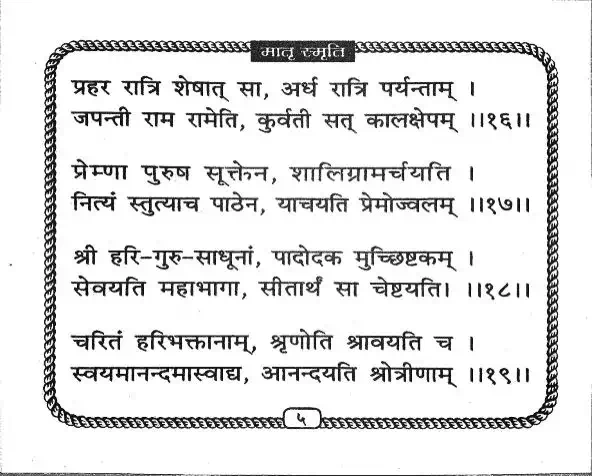 मातृ स्मृति
प्रहर रात्रि शेषात् सा, अर्ध रात्रि पर्यन्ताम् ।
जपन्ती राम रामेति, कुर्वती सत् कालक्षेपम् ।।१६।।
प्रेम्णा पुरुष सूक्तेन, शालिग्रामर्चयति ।
नित्यं स्तुत्याच पाठेन, याचयति प्रेमोज्वलम् ।।१७।।
श्री हरि-गुरु-साधूनां, पादोदक मुच्छिष्टकम् ।
सेवयति महाभागा, सीतार्थं सा चेष्टयति। ।।१८।।
चरितं हरिभक्तानाम्, श्रृणोति श्रावयति च ।
स्वयमानन्दमास्वाद्य, आनन्दयति श्रोत्रीणाम् ।।१९।।
५